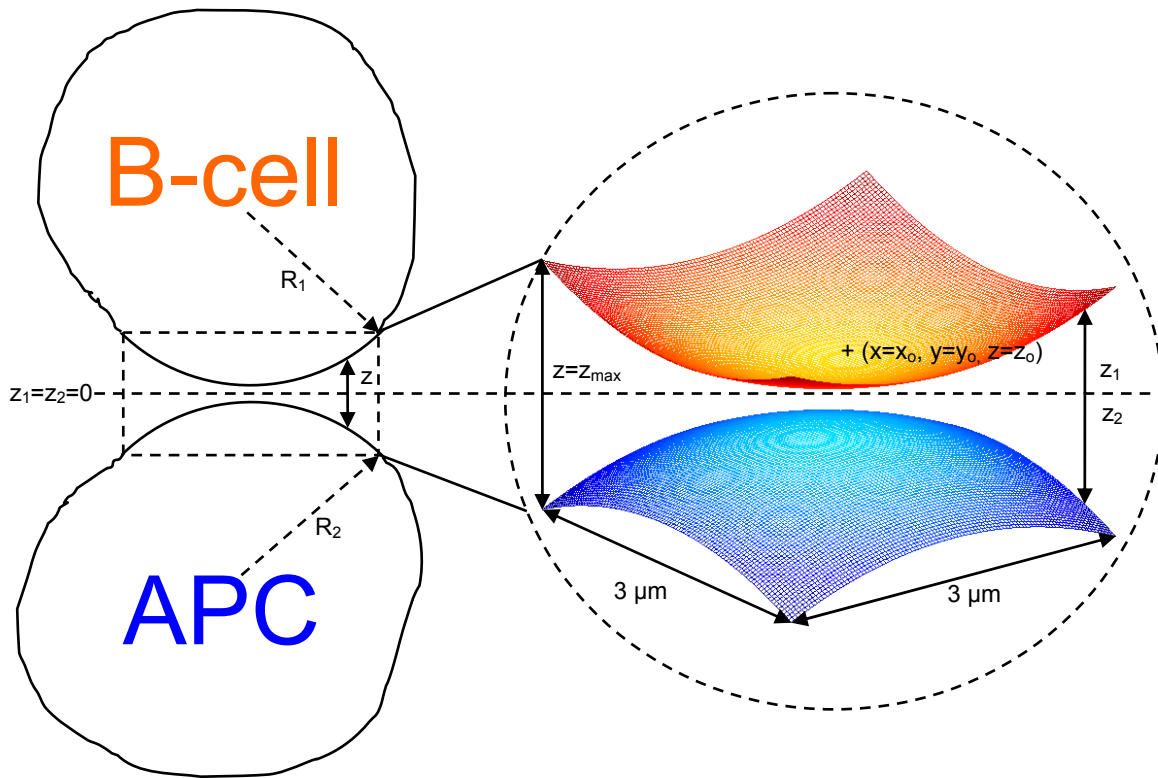 B-cell
R₁
z₁=z₂=0
z
R₂
APC
+ (x=xₒ, y=yₒ, z=zₒ)
z=zₘₐₓ
z₁
z₂
3 µm
3 µm